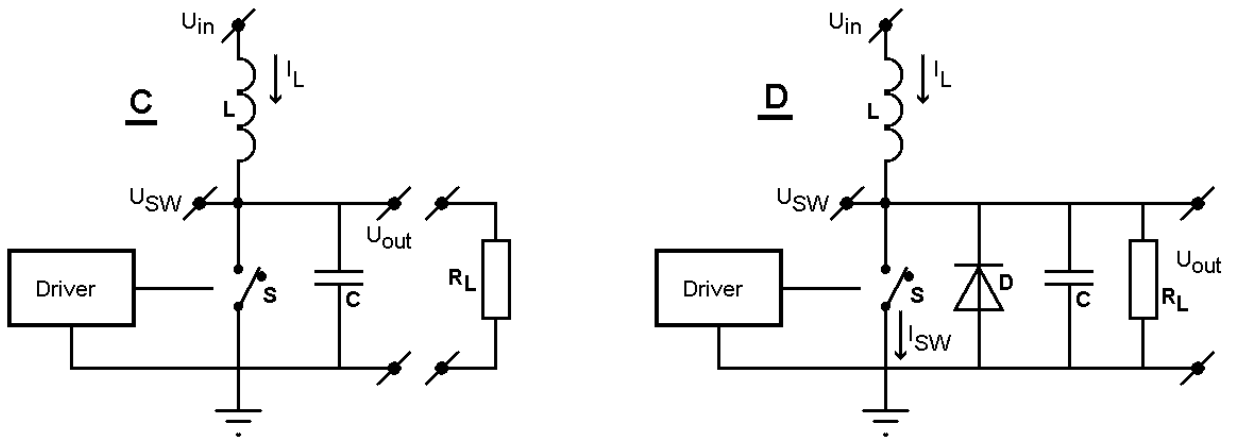 C
U_in
I_L
L
U_SW
U_out
Driver
S
C
R_L
D
U_in
I_L
L
U_SW
Driver
S
I_SW
D
C
R_L
U_out